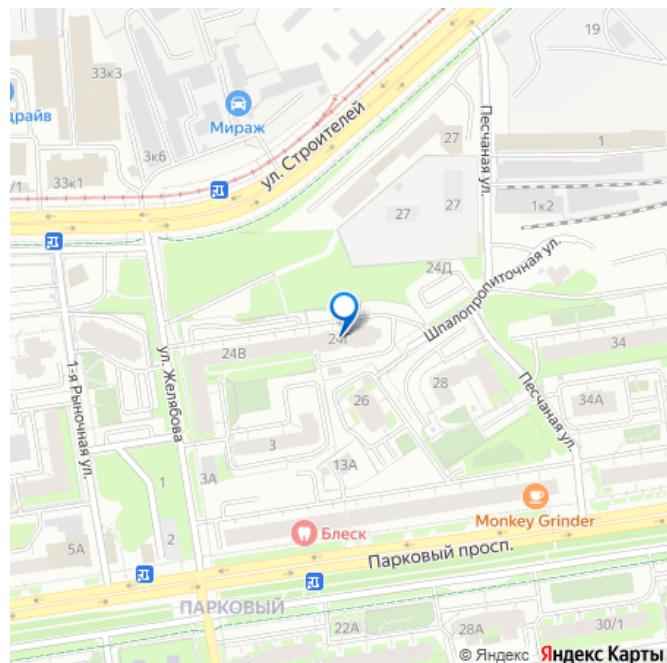 19
33к3
драйв
Мираж
ул. Строителей
Песчаная ул.
27
1
3к6
/1
33к1
27
27
1к2
24Д
Шпалопропиточная ул.
24В
1-я Рыночная ул.
ул. Желябова
34
28
26
34А
Песчаная ул.
3
13А
3А
1
Monkey Grinder
2
Блеск
5А
Парковый просп.
ПАРКОВЫЙ
22А
28А
30/1
© Яндекс Яндекс Карты